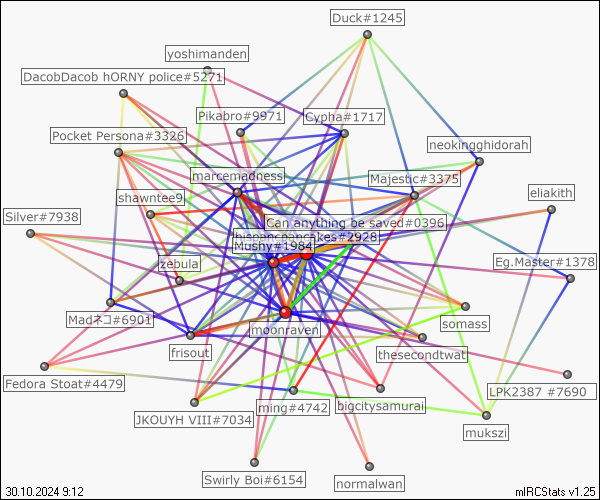 Duck#1245
yoshimanden
DacobDacob hORNY police#5271
Pikabro#9971
Cypha#1717
Pocket Persona#3326
neokingghidorah
marcemadness
Majestic#3375
shawntee9
eliakith
Silver#7938
Can anything be saved#0396
hispanicpancakes#2928
Mushy#1984
zebula
Eg.Master#1378
Madネコ#6901
moonraven
somass
frisout
thesecondtwat
Fedora Stoat#4479
LPK2387 #7690
JKOUYH VIII#7034
ming#4742
bigcitysamurai
mukszi
Swirly Boi#6154
normalwan
30.10.2024 9:12
mIRCStats v1.25